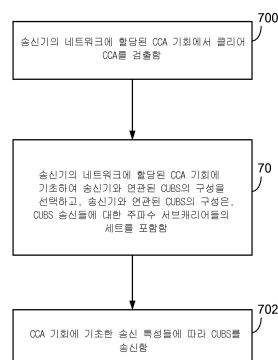 700
송신기의 네트워크에 할당된 CCA 기회에서 클리어
CCA를 검출함
70
송신기의 네트워크에 할당된 CCA 기회에
기초하여 송신기와 연관된 CUBS의 구성을
선택하고, 송신기와 연관된 CUBS의 구성은,
CUBS 송신들에 대한 주파수 서브캐리어들의
세트를 포함함
702
CCA 기회에 기초한 송신 특성들에 따라 CUBS를
송신함